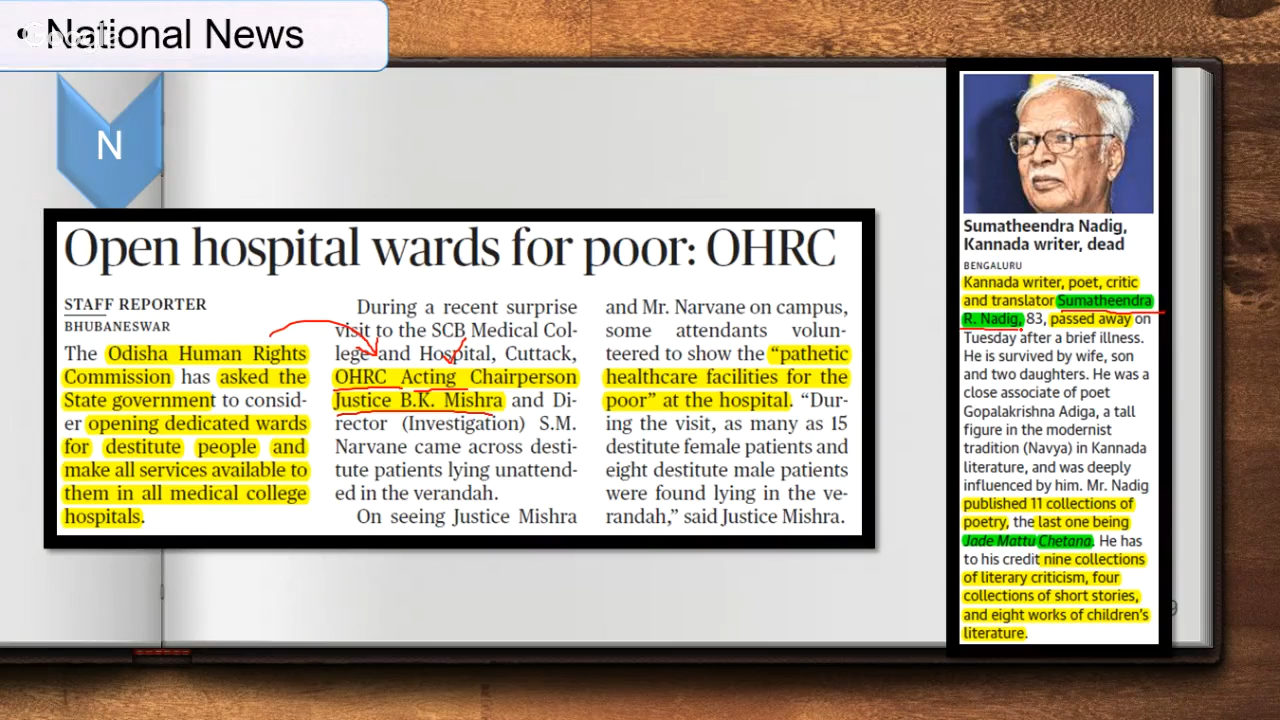 • National News
Google
N
Open hospital wards for poor: OHRC
STAFF REPORTER
BHUBANESWAR
The Odisha Human Rights
Commission has asked the
State government to consid-
er opening dedicated wards
for destitute people and
make all services available to
them in all medical college
hospitals.
During a recent surprise
visit to the SCB Medical Col-
lege and Hospital, Cuttack,
OHRC Acting Chairperson
Justice B.K. Mishra and Di-
rector (Investigation) S.M.
Narvane came across desti-
tute patients lying unattend-
ed in the verandah.
On seeing Justice Mishra
and Mr. Narvane on campus,
some attendants volun-
teered to show the “pathetic
healthcare facilities for the
poor” at the hospital. “Dur-
ing the visit, as many as 15
destitute female patients and
eight destitute male patients
were found lying in the ve-
randah,” said Justice Mishra.
Sumatheendra Nadig,
Kannada writer, dead
BENGALURU
Kannada writer, poet, critic
and translator Sumatheendra
R. Nadig, 83, passed away on
Tuesday after a brief illness.
He is survived by wife, son
and two daughters. He was a
close associate of poet
Gopalakrishna Adiga, a tall
figure in the modernist
tradition (Navya) in Kannada
literature, and was deeply
influenced by him. Mr. Nadig
published 11 collections of
poetry, the last one being
Jade Mattu Chetana. He has
to his credit nine collections
of literary criticism, four
collections of short stories,
and eight works of children’s
literature.
9